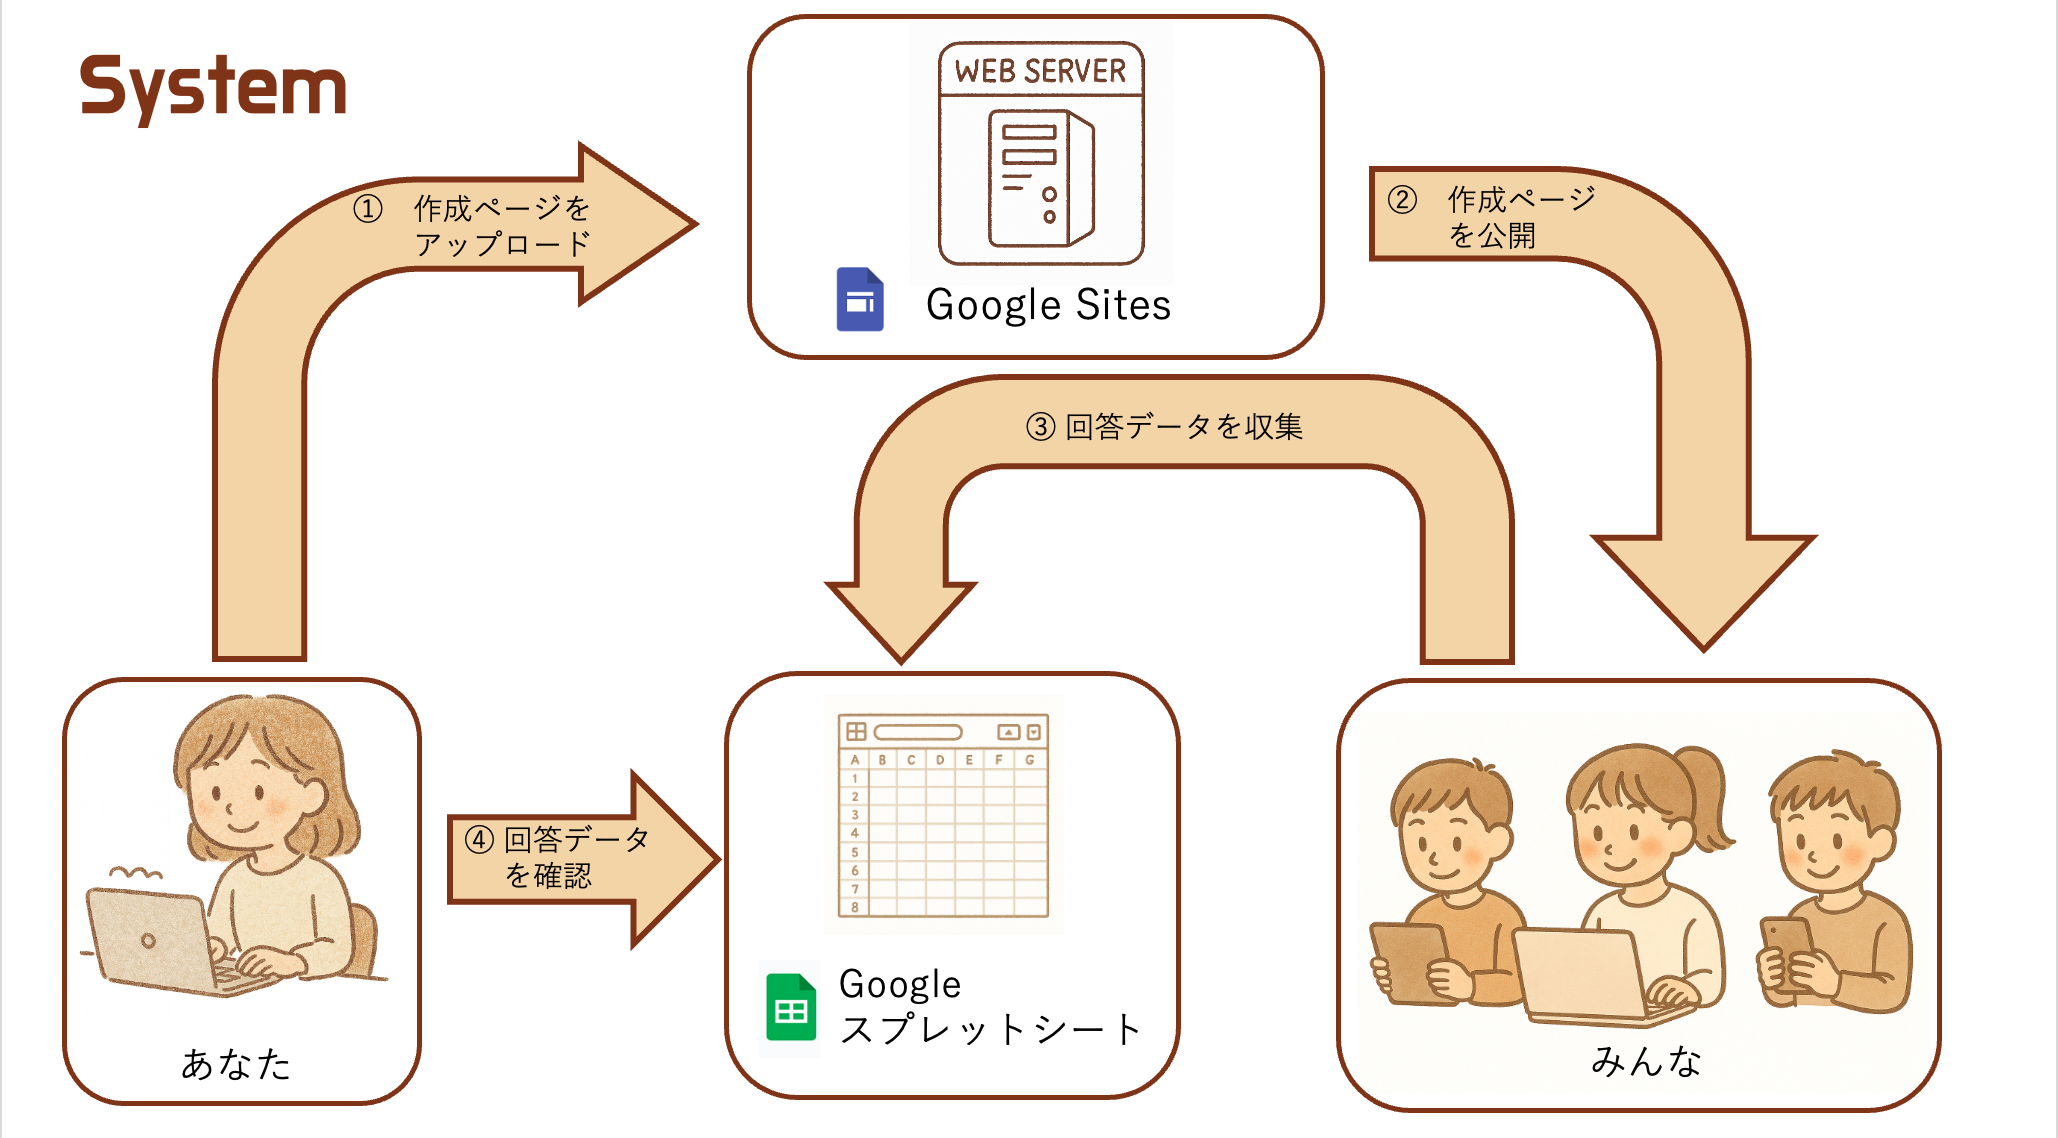 System
WEB SERVER
Google Sites
① 作成ページを
アップロード
② 作成ページ
を公開
③ 回答データを収集
④ 回答データ
を確認
あなた
A B C D E F G
1
2
3
4
5
6
7
8
Google
スプレットシート
みんな